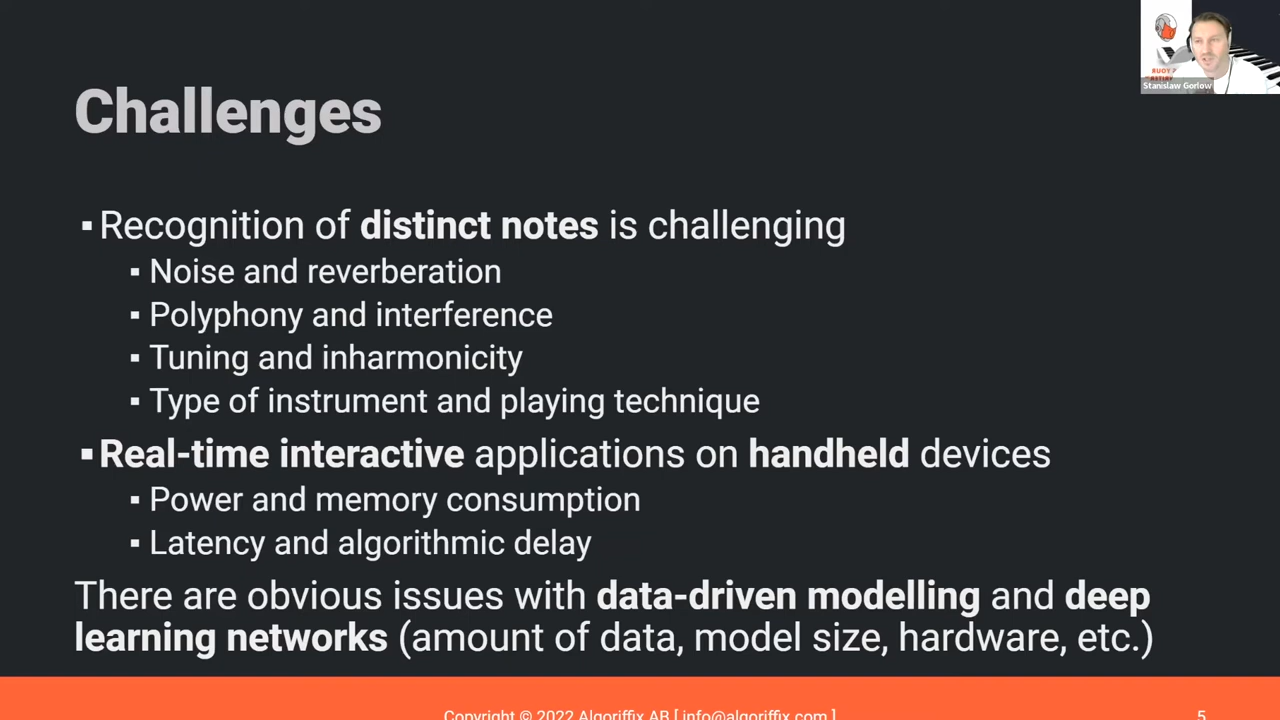 Challenges
▪ Recognition of distinct notes is challenging
▪ Noise and reverberation
▪ Polyphony and interference
▪ Tuning and inharmonicity
▪ Type of instrument and playing technique
▪ Real-time interactive applications on handheld devices
▪ Power and memory consumption
▪ Latency and algorithmic delay
There are obvious issues with data-driven modelling and deep
learning networks (amount of data, model size, hardware, etc.)
Copyright © 2022 Algoriffix AB [ info@algoriffix.com ]
5
Stanislaw Gorlow